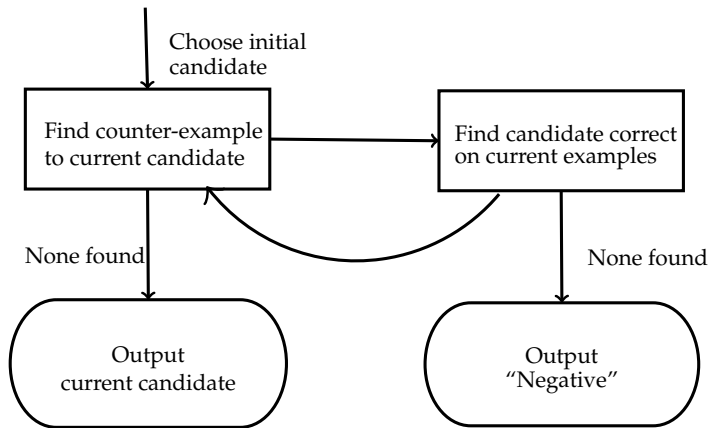 Choose initial
candidate
Find counter-example
to current candidate
Find candidate correct
on current examples
None found
None found
Output
current candidate
Output
“Negative”